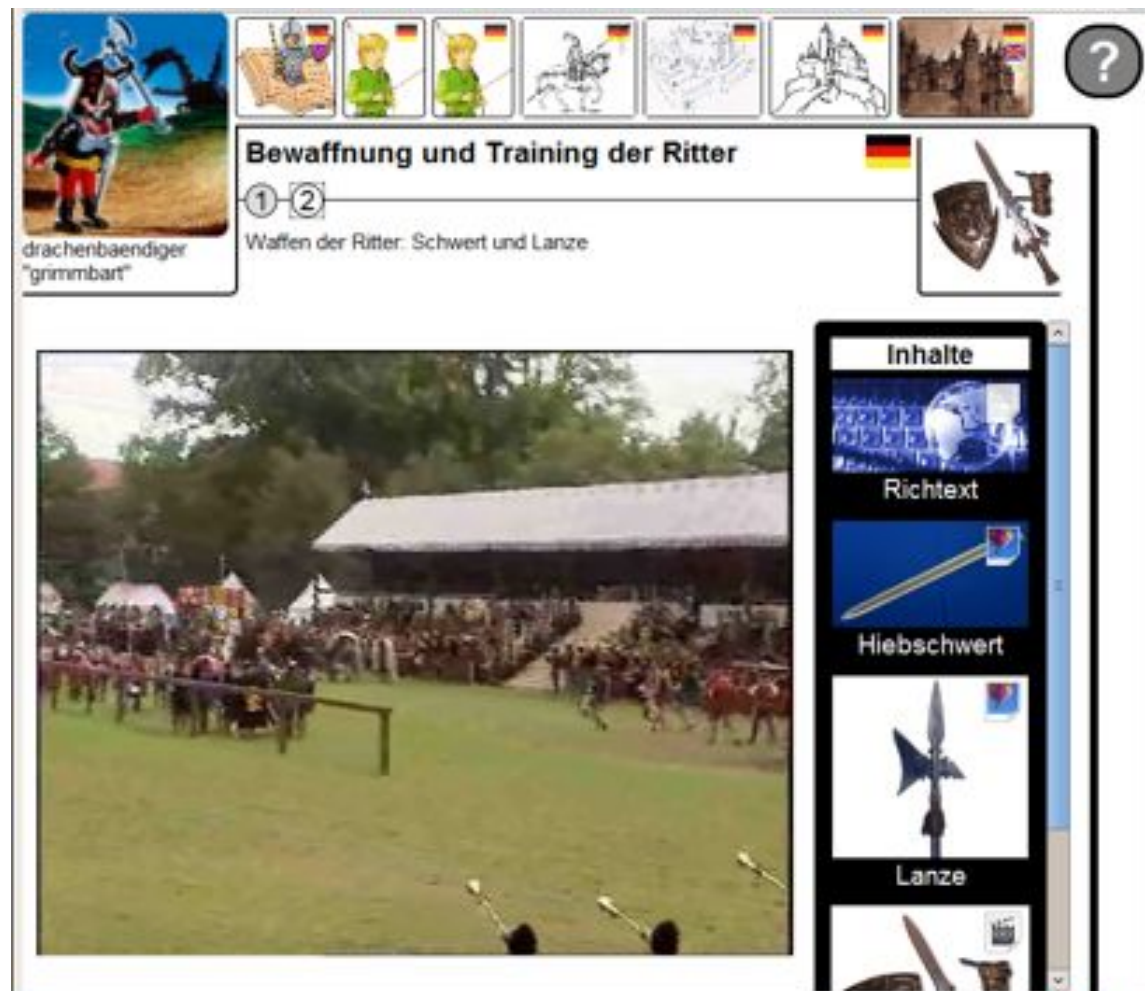 ?
Bewaffnung und Training der Ritter
1 2
Waffen der Ritter: Schwert und Lanze
drachenbaendiger
"grimmbart"
Inhalte
Richtext
Hiebschwert
Lanze